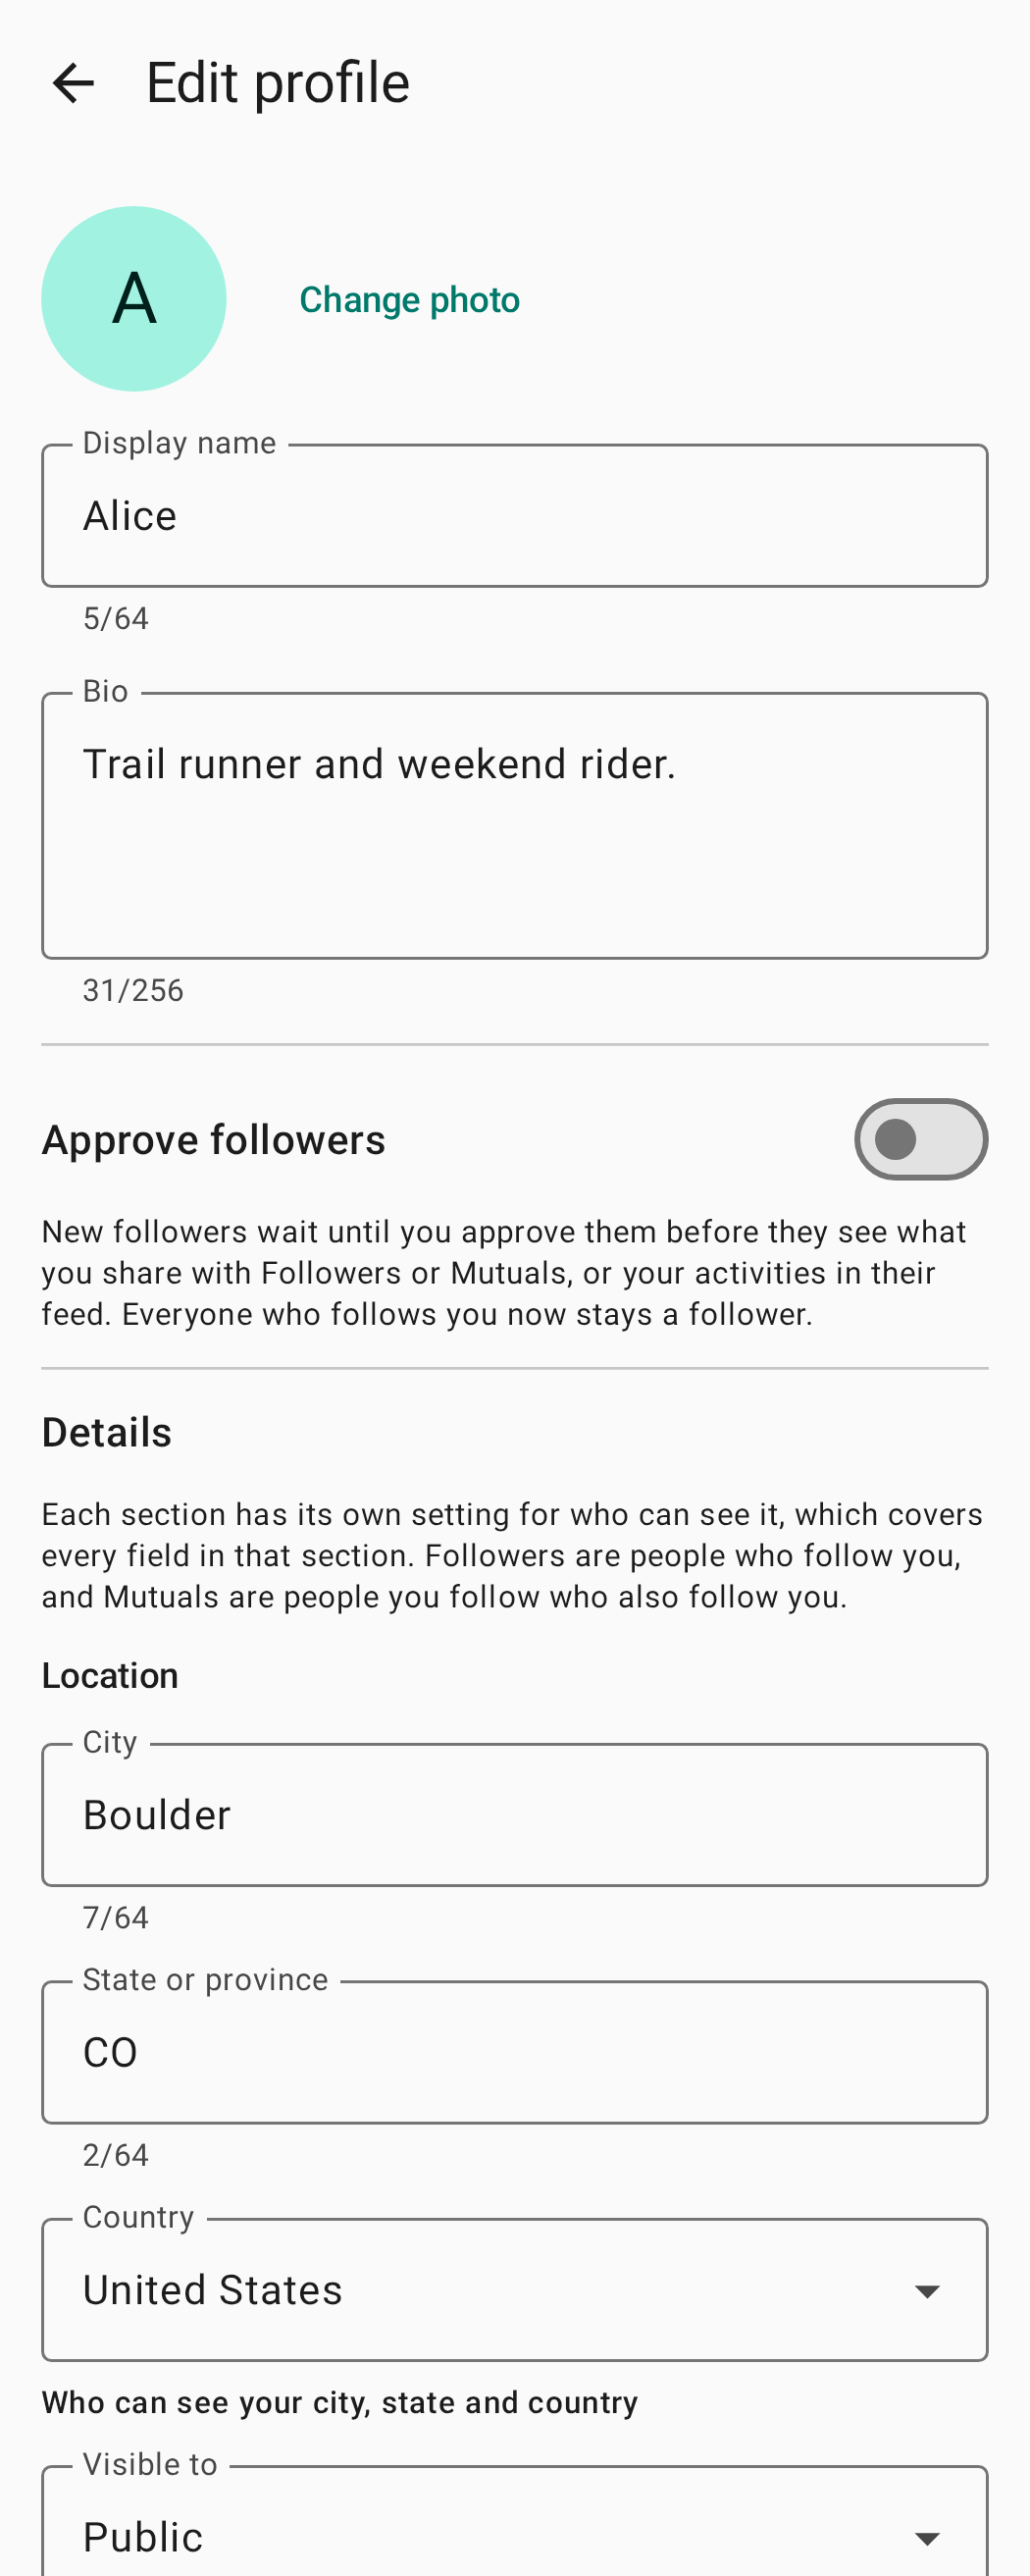 Edit profile
A
Change photo
Display name
Alice
5/64
Bio
Trail runner and weekend rider.
31/256
Approve followers
New followers wait until you approve them before they see what
you share with Followers or Mutuals, or your activities in their
feed. Everyone who follows you now stays a follower.
Details
Each section has its own setting for who can see it, which covers
every field in that section. Followers are people who follow you,
and Mutuals are people you follow who also follow you.
Location
City
Boulder
7/64
State or province
CO
2/64
Country
United States
Who can see your city, state and country
Visible to
Public